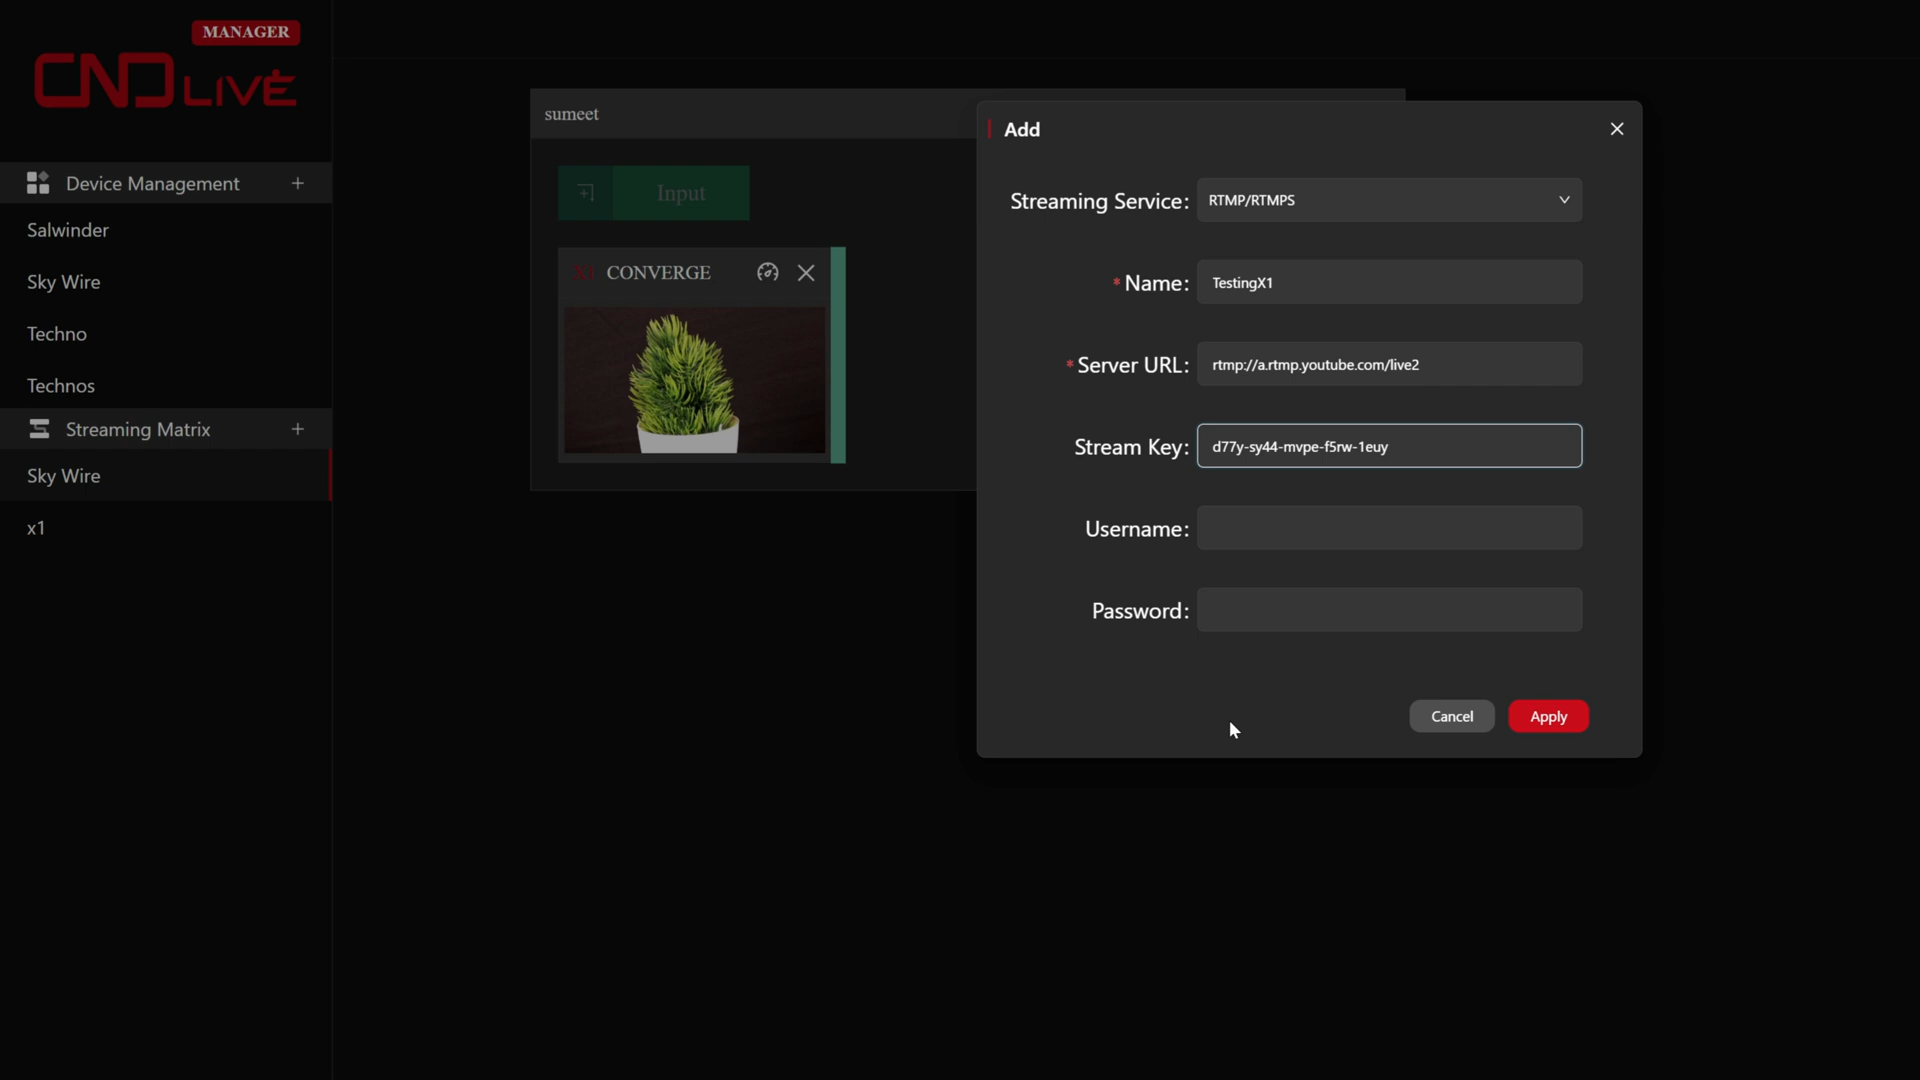 MANAGER
CND LIVE
Device Management +
Salwinder
Sky Wire
Techno
Technos
Streaming Matrix +
Sky Wire
x1
sumeet
Input
X1 CONVERGE
Add
Streaming Service: RTMP/RTMPS
* Name: TestingX1
* Server URL: rtmp://a.rtmp.youtube.com/live2
Stream Key: d77y-sy44-mvpe-f5rw-1euy
Username:
Password:
Cancel
Apply